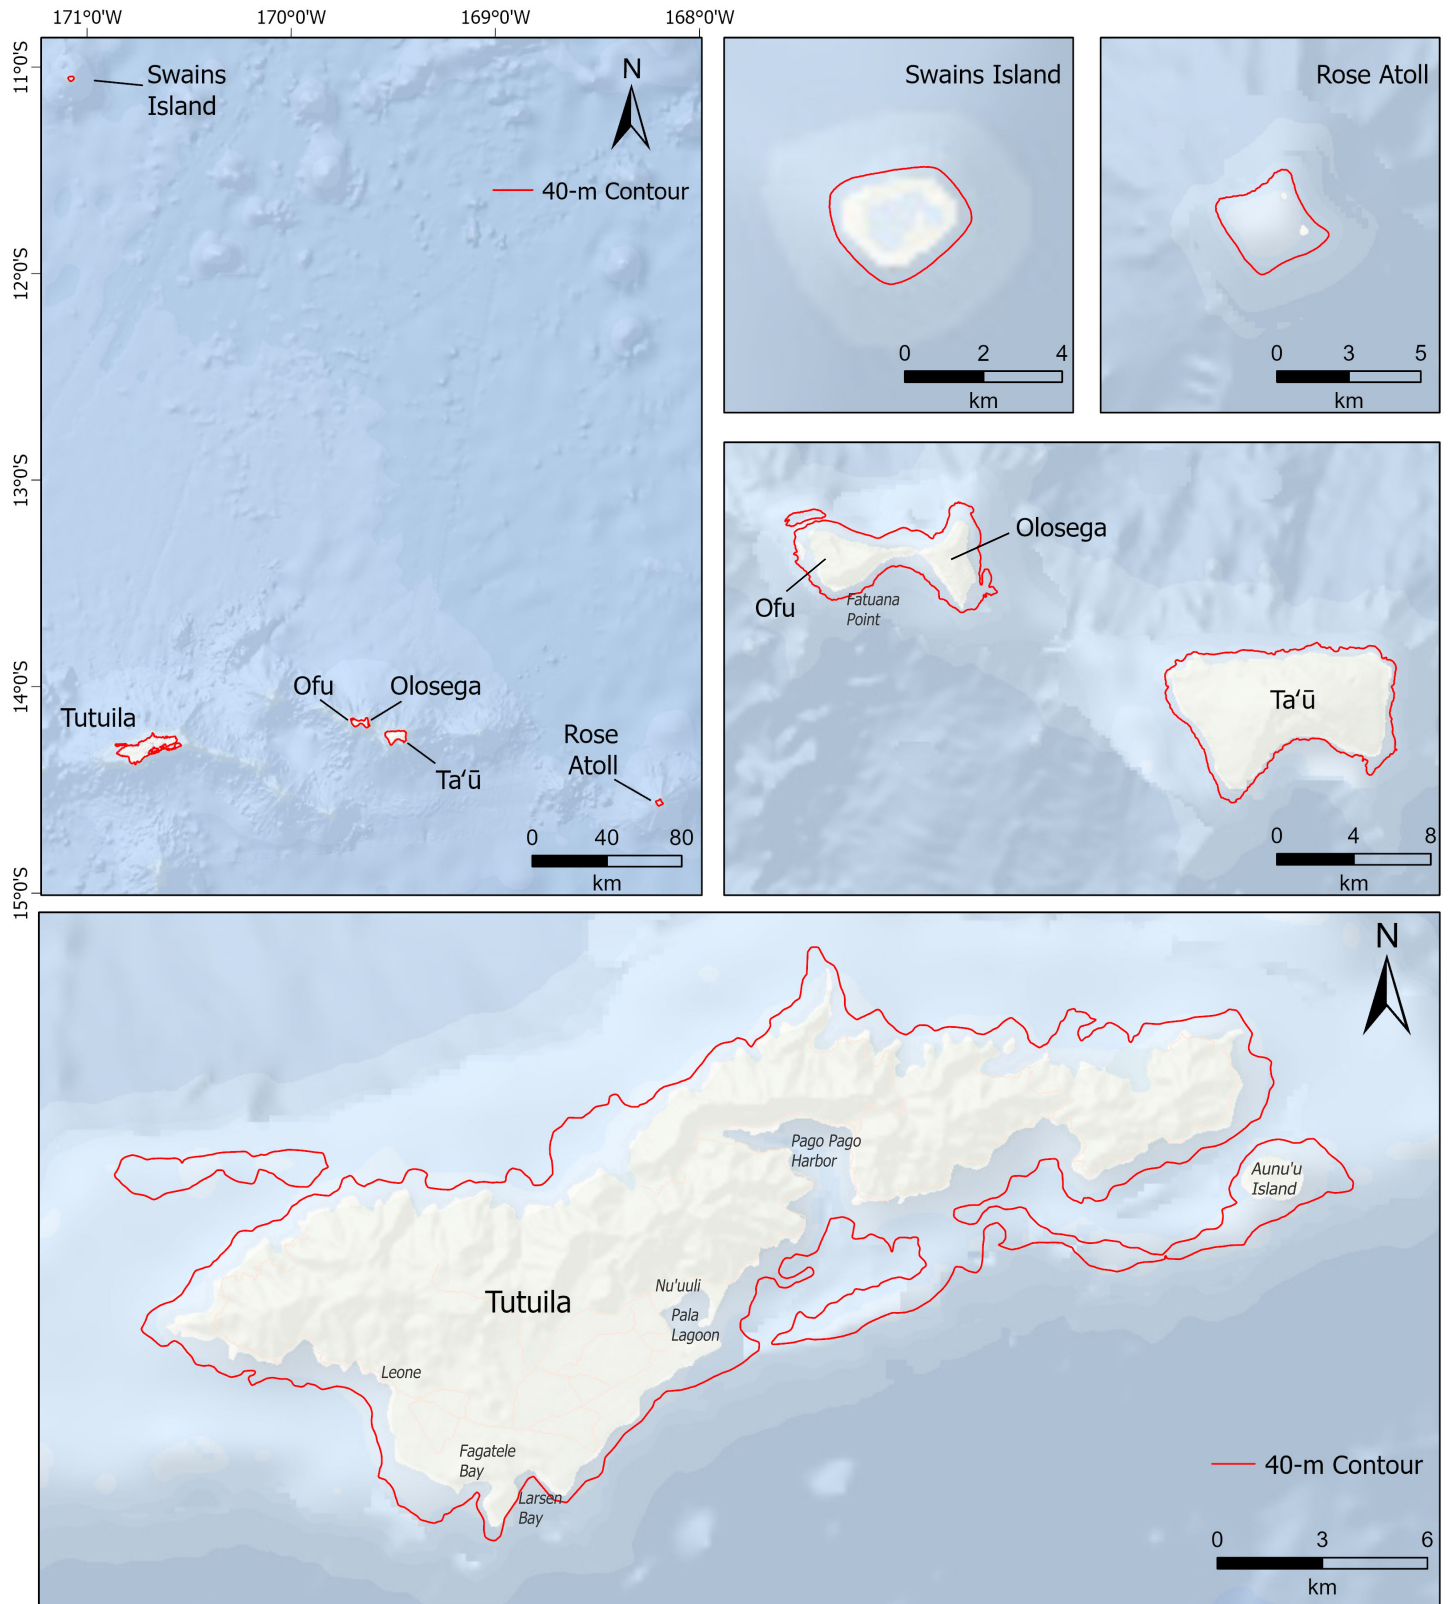 171°0'W
170°0'W
169°0'W
168°0'W
11°0'S
12°0'S
13°0'S
14°0'S
15°0'S
Swains
Island
N
40-m Contour
Tutuila
Ofu
Olosega
Taʻū
Rose
Atoll
0 40 80
km
Swains Island
0 2 4
km
Rose Atoll
0 3 5
km
Olosega
Ofu
Fatuana
Point
Taʻū
0 4 8
km
N
Pago Pago
Harbor
Aunu'u
Island
Nu'uuli
Tutuila
Pala
Lagoon
Leone
Fagatele
Bay
Larsen
Bay
40-m Contour
0 3 6
km